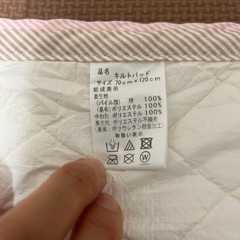 品名 キルトパッド
サイズ 70cm×120cm
組成表示
表生地
(パイル部) 綿 100%
(基布) ポリエステル 100%
中わた ポリエステル 100%
裏生地 ポリエステル不織布
裏生地 ポリウレタン樹脂加工
取扱い表示